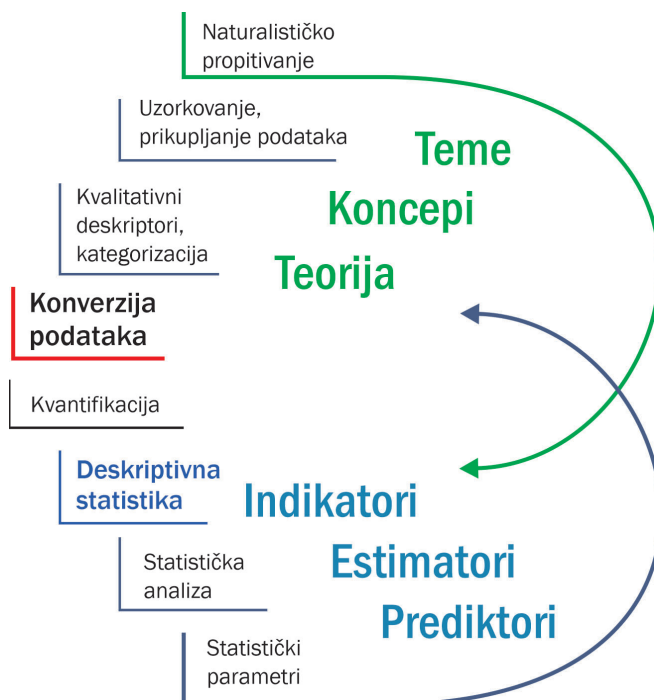 Naturalističko
propitivanje
Uzorkovanje,
prikupljanje podataka
Teme
Kvalitativni
deskriptori,
kategorizacija
Koncepi
Teorija
Konverzija
podataka
Kvantifikacija
Deskriptivna
statistika
Indikatori
Statistička
analiza
Estimatori
Prediktori
Statistički
parametri